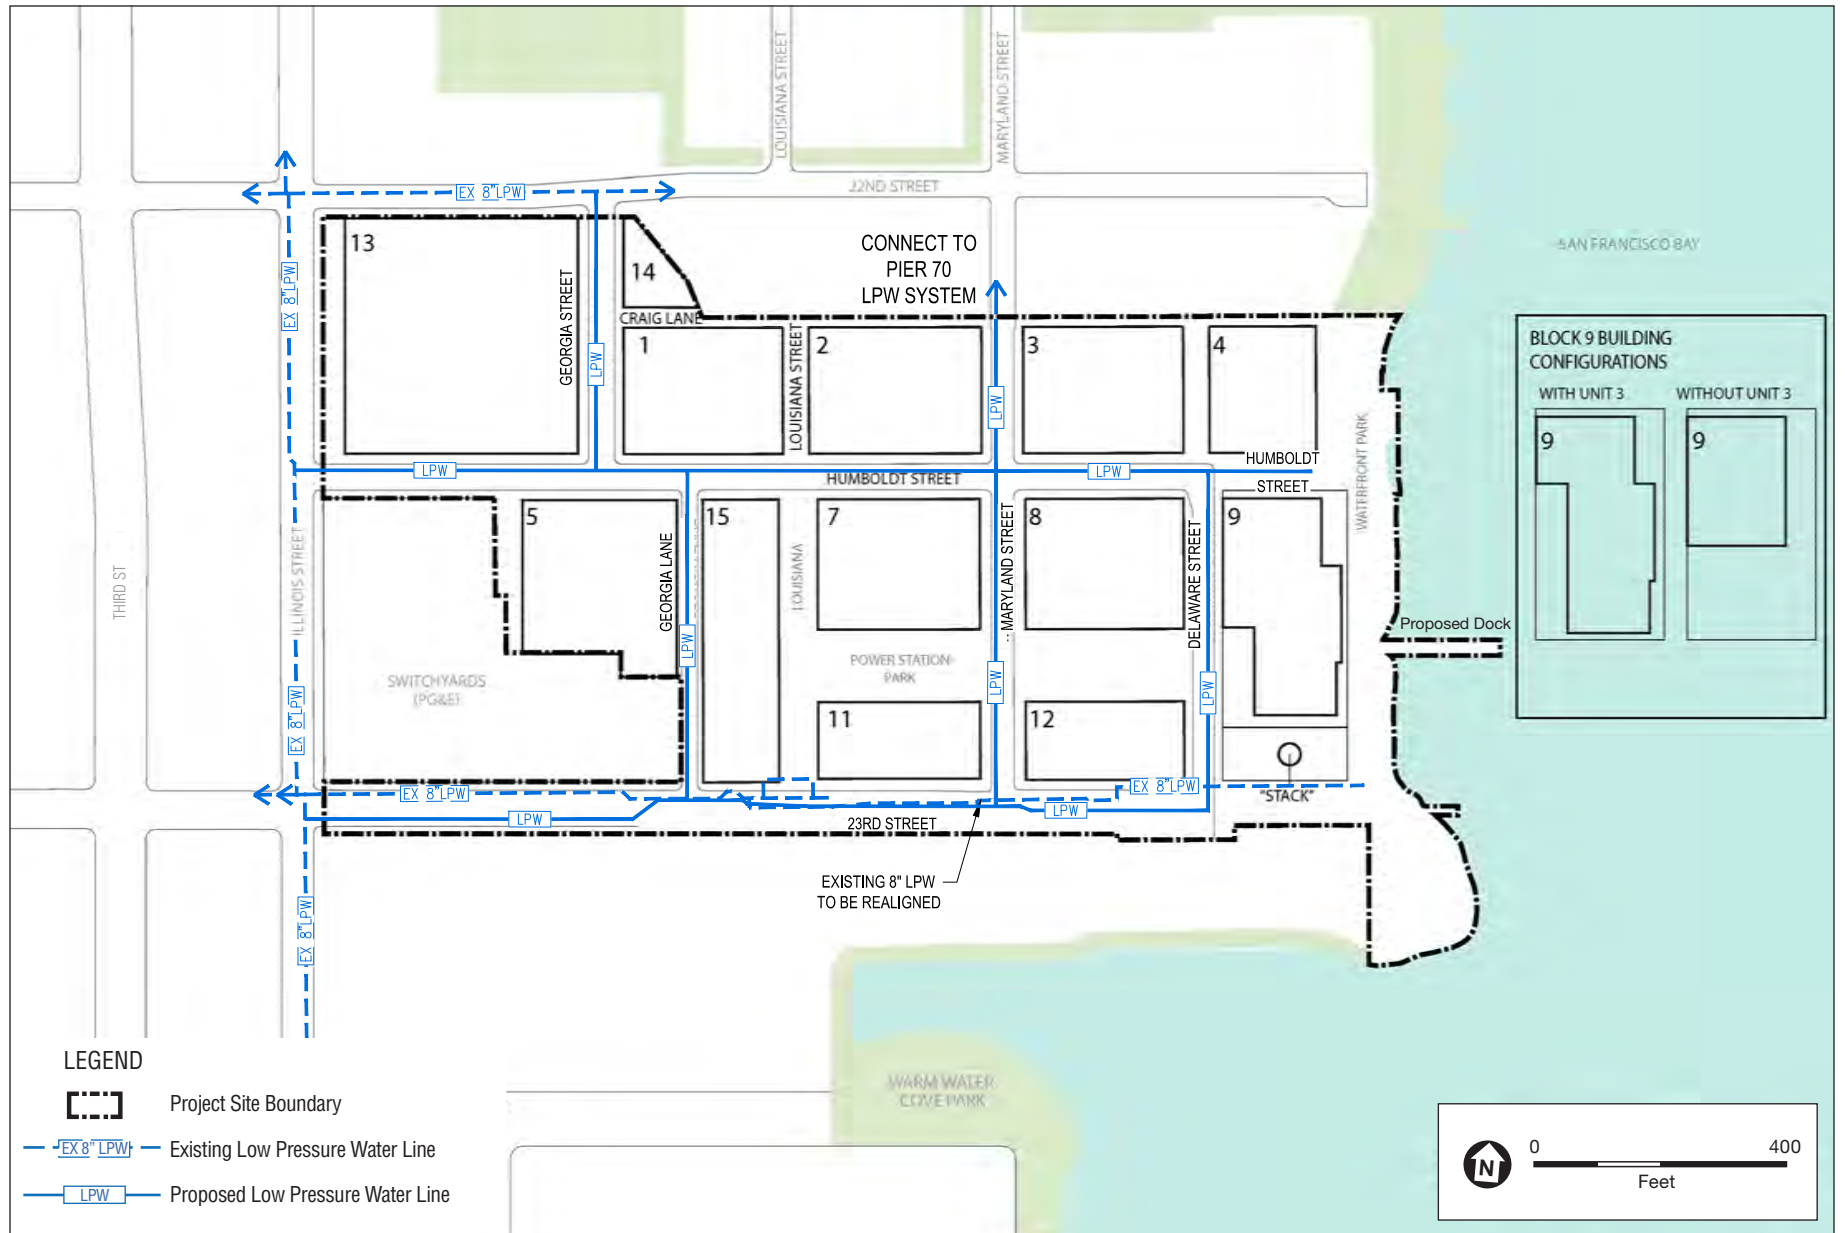 LOUISIANA STREET
MARYLAND STREET
EX 8"LPW
22ND STREET
13
14
GEORGIA STREET
CRAIG LANE
CONNECT TO
PIER 70
LPW SYSTEM
SAN FRANCISCO BAY
EX 8"LPW
LPW
1
LOUISIANA STREET
2
3
4
LPW
WATERFRONT PARK
BLOCK 9 BUILDING
CONFIGURATIONS
WITH UNIT 3
WITHOUT UNIT 3
9
9
LPW
LPW
HUMBOLDT
STREET
HUMBOLDT STREET
THIRD ST
ILLINOIS STREET
5
GEORGIA LANE
15
LOUISIANA
7
MARYLAND STREET
8
DELAWARE STREET
9
Proposed Dock
LPW
POWER STATION
PARK
SWITCHYARDS
(PG&E)
EX 8"LPW
LPW
LPW
11
12
EX 8"LPW
EX 8"LPW
"STACK"
LPW
LPW
23RD STREET
EXISTING 8" LPW
TO BE REALIGNED
EX 8"LPW
WARM WATER
COVE PARK
LEGEND
Project Site Boundary
EX 8" LPW
Existing Low Pressure Water Line
LPW
Proposed Low Pressure Water Line
N
0
400
Feet